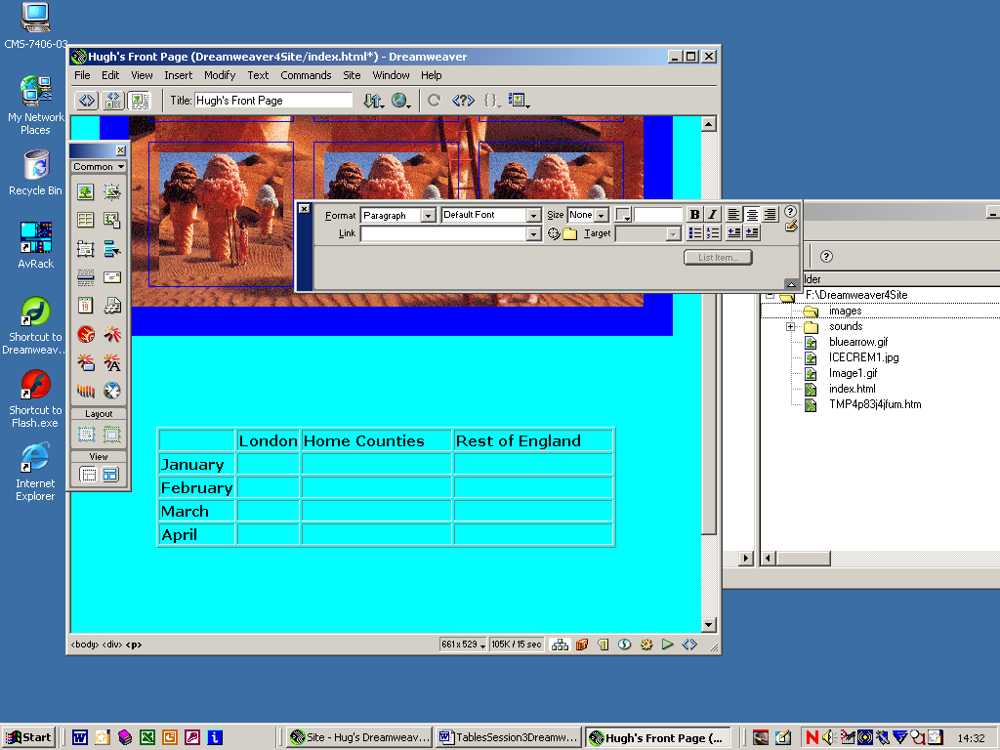 CMS-7406-03
My Network
Places
Recycle Bin
AvRack
Shortcut to
Dreamweav...
Shortcut to
Flash.exe
Internet
Explorer
Hugh's Front Page (Dreamweaver4Site/index.html*) - Dreamweaver
File Edit View Insert Modify Text Commands Site Window Help
Title: Hugh's Front Page
Common
19
Layout
View
Format Paragraph Default Font Size None B I
Link Target
List Item...
lder
F:\Dreamweaver4Site
images
sounds
bluearrow.gif
ICECREM1.jpg
Image1.gif
index.html
TMP4p83j4jfum.htm
London Home Counties Rest of England
January
February
March
April
<body> <div> <p>
661 x 529 105K / 15 sec
Start
Site - Hug's Dreamweav...
TablesSession3Dreamw...
Hugh's Front Page (...
14:32